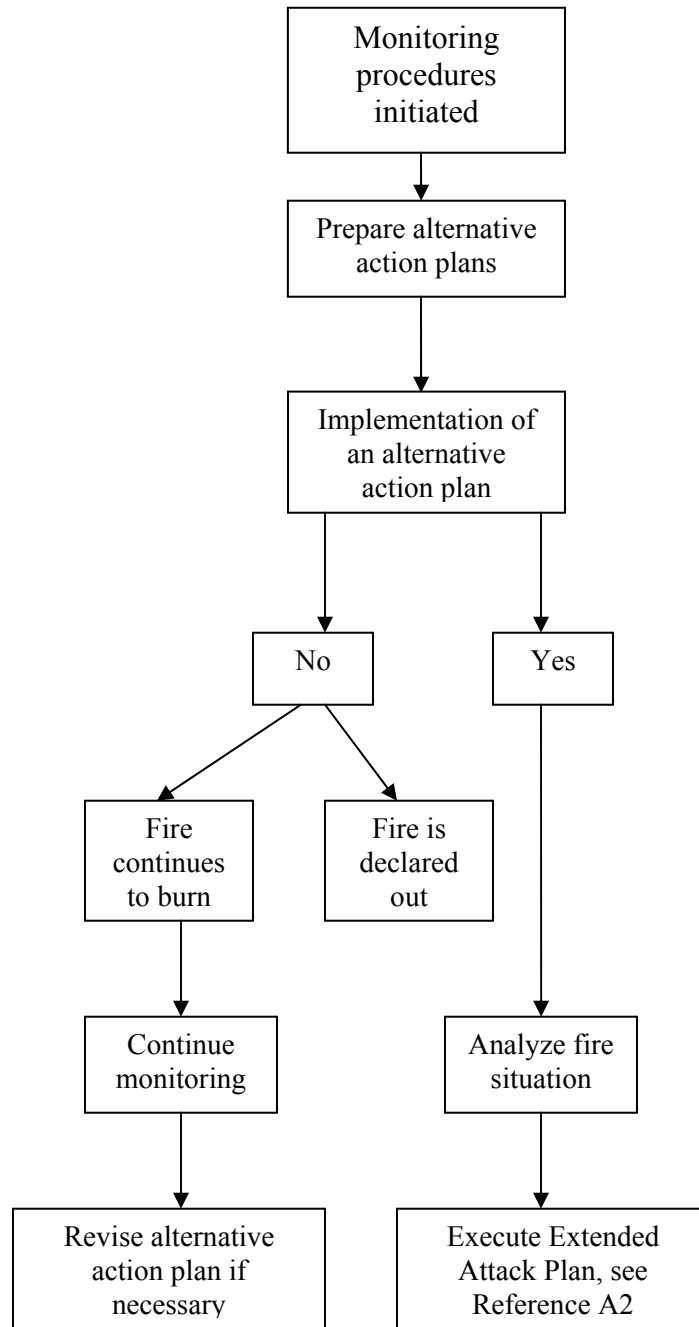 Monitoring
procedures
initiated
Prepare alternative
action plans
Implementation of
an alternative
action plan
No
Yes
Fire
continues
to burn
Fire is
declared
out
Continue
monitoring
Analyze fire
situation
Revise alternative
action plan if
necessary
Execute Extended
Attack Plan, see
Reference A2